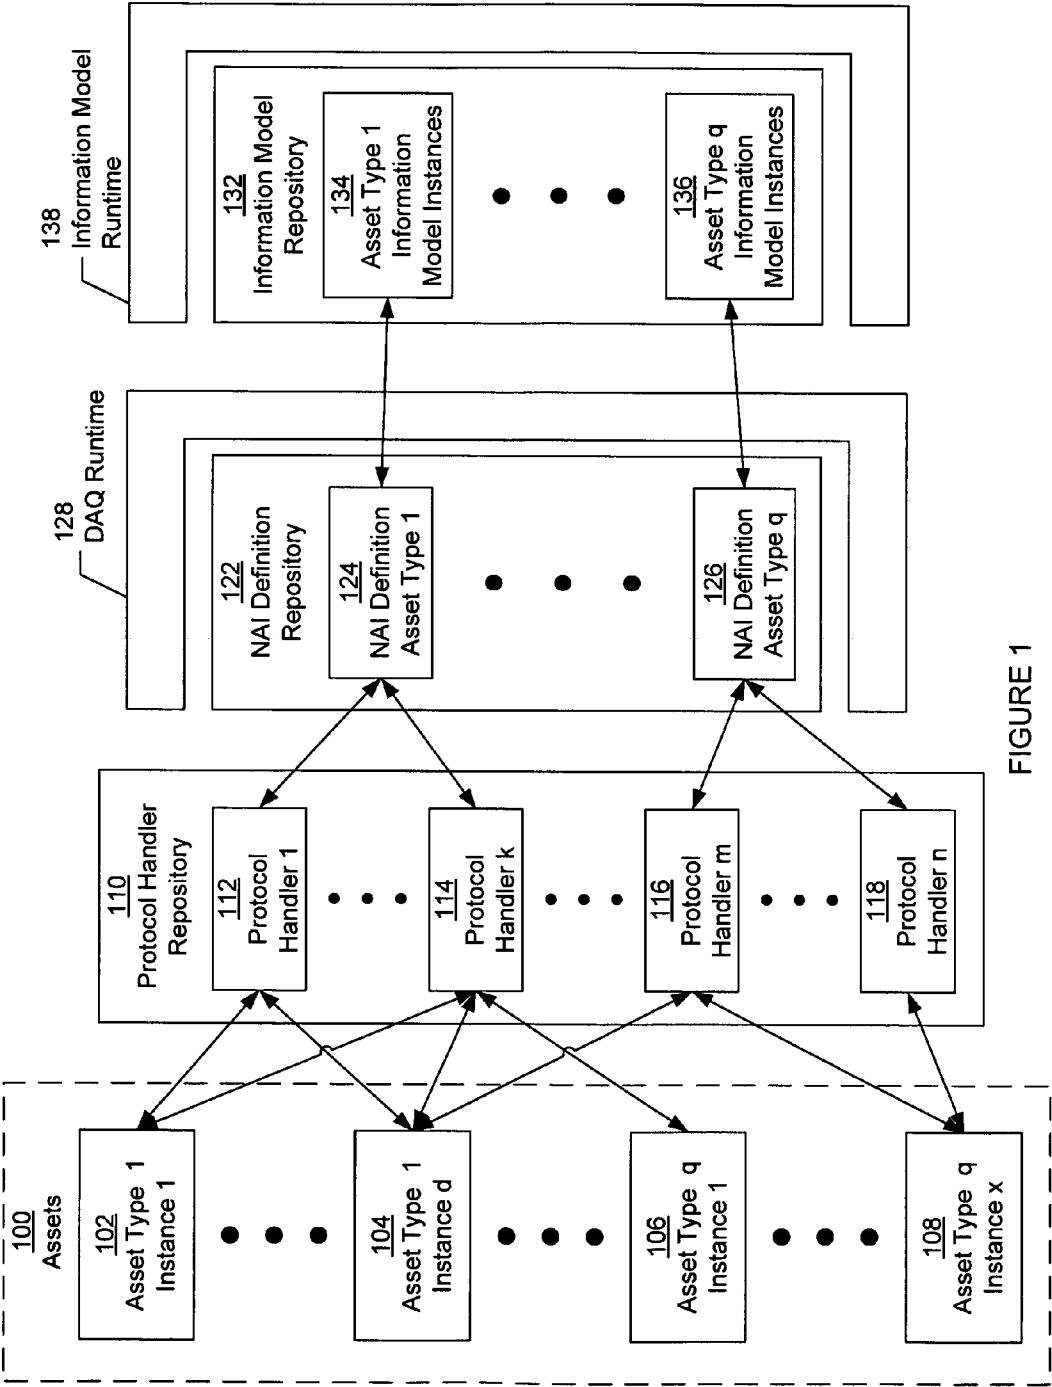 100
Assets
102
Asset Type 1
Instance 1
104
Asset Type 1
Instance d
106
Asset Type q
Instance 1
108
Asset Type q
Instance x
110
Protocol Handler
Repository
112
Protocol
Handler 1
114
Protocol
Handler k
116
Protocol
Handler m
118
Protocol
Handler n
128
DAQ Runtime
122
NAI Definition
Repository
124
NAI Definition
Asset Type 1
126
NAI Definition
Asset Type q
138
Information Model
Runtime
132
Information Model
Repository
134
Asset Type 1
Information
Model Instances
136
Asset Type q
Information
Model Instances
FIGURE 1